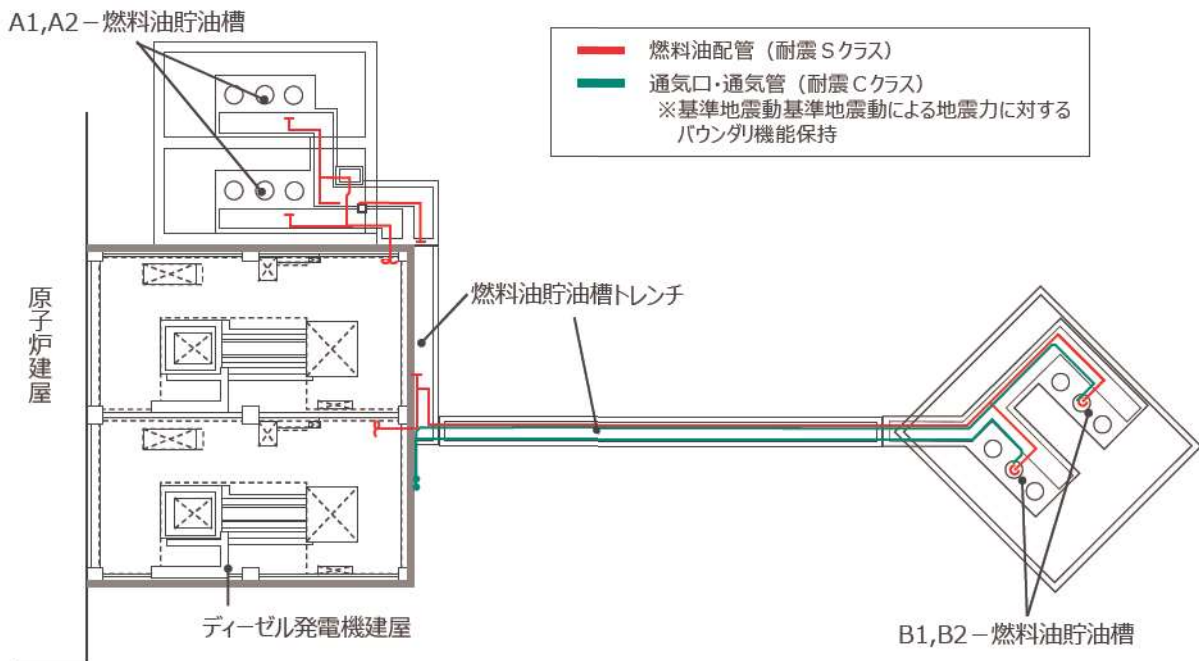 A1,A2－燃料油貯油槽
燃料油配管（耐震Ｓクラス）
通気口・通気管（耐震Ｃクラス）
※基準地震動基準地震動による地震力に対する
バウンダリ機能保持
原子炉建屋
燃料油貯油槽トレンチ
ディーゼル発電機建屋
B1,B2－燃料油貯油槽